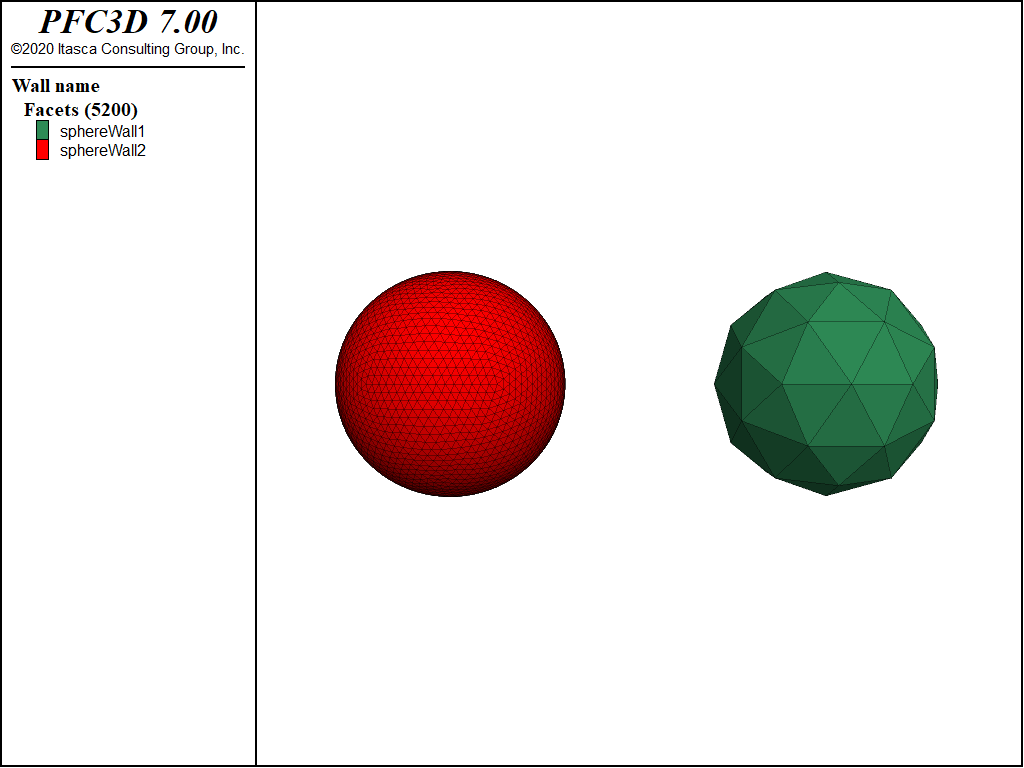 PFC3D 7.00
©2020 Itasca Consulting Group, Inc.
Wall name
Facets (5200)
sphereWall1
sphereWall2